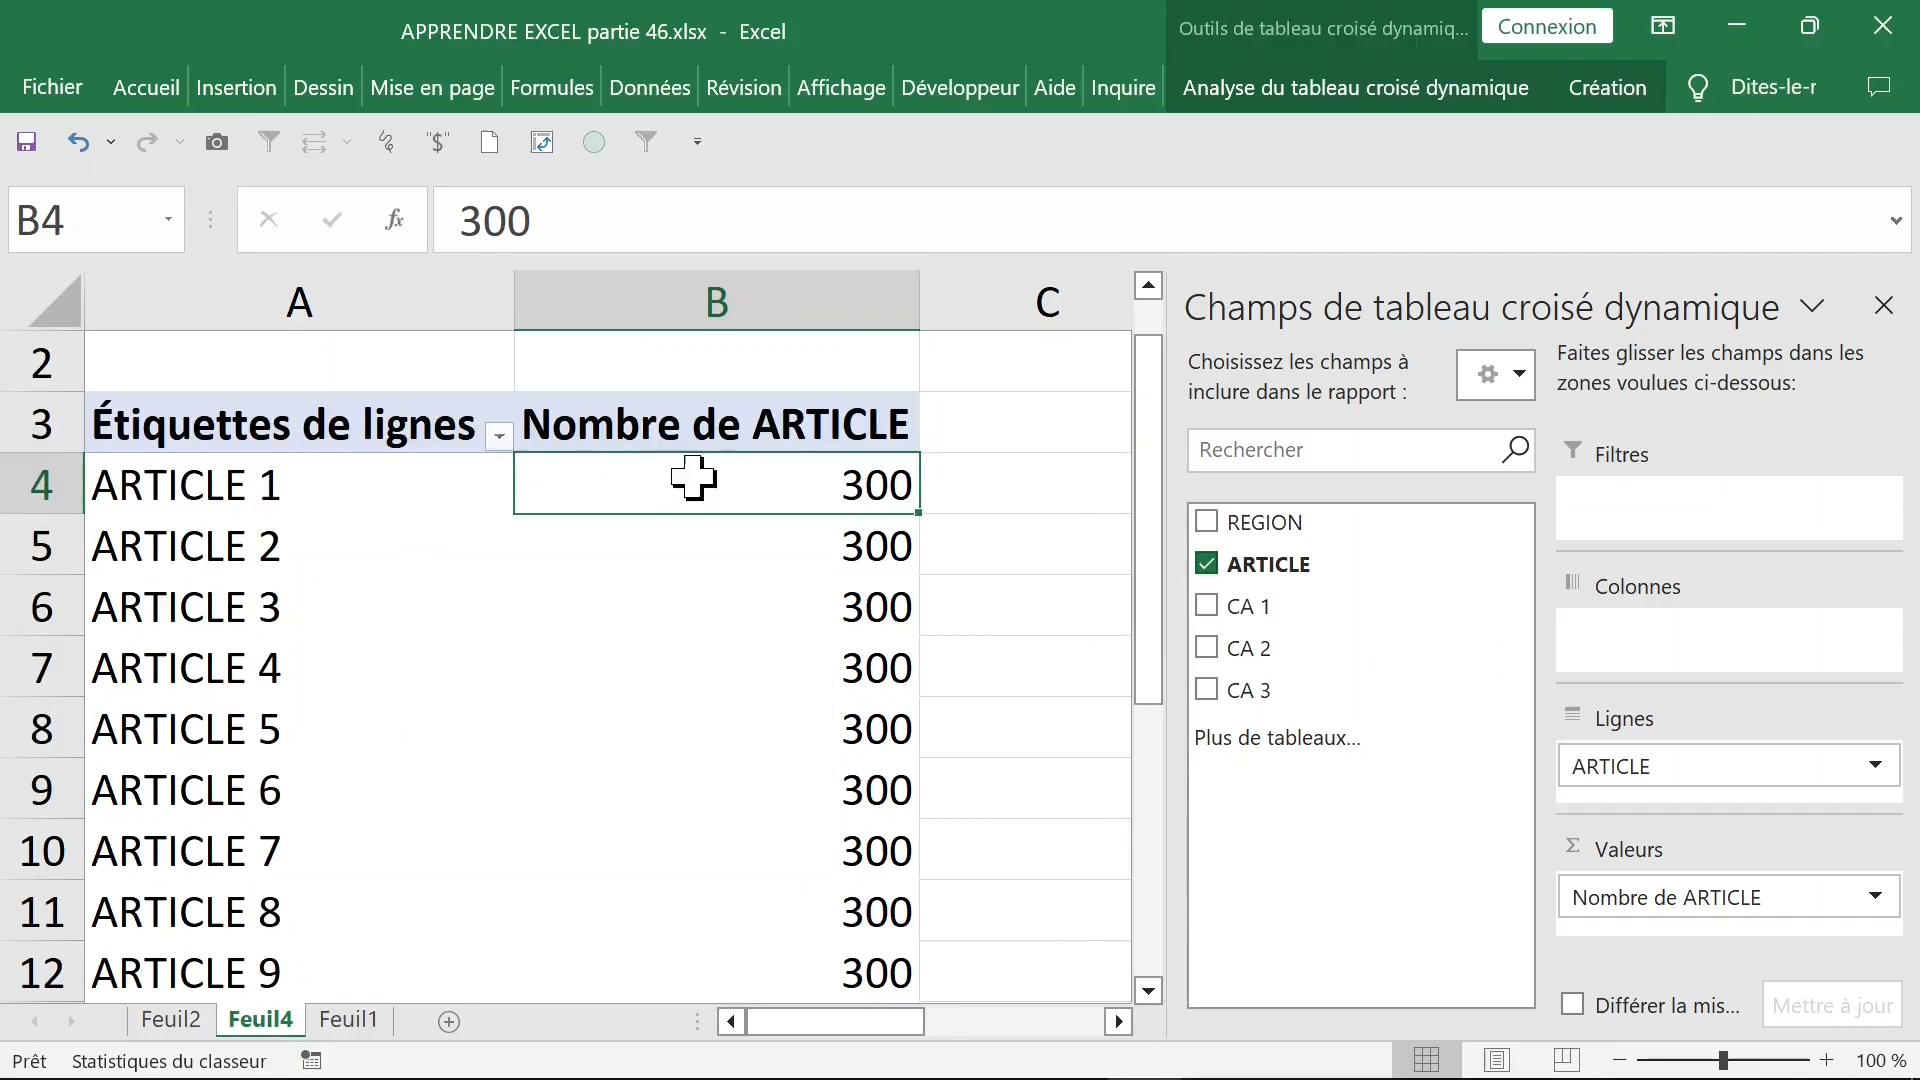 APPRENDRE EXCEL partie 46.xlsx - Excel
Outils de tableau croisé dynamiq...
Connexion
Fichier
Accueil
Insertion
Dessin
Mise en page
Formules
Données
Révision
Affichage
Développeur
Aide
Inquire
Analyse du tableau croisé dynamique
Création
Dites-le-r
"$"
B4
fx
300
A
B
C
2
3 Étiquettes de lignes Nombre de ARTICLE
4 ARTICLE 1 300
5 ARTICLE 2 300
6 ARTICLE 3 300
7 ARTICLE 4 300
8 ARTICLE 5 300
9 ARTICLE 6 300
10 ARTICLE 7 300
11 ARTICLE 8 300
12 ARTICLE 9 300
Champs de tableau croisé dynamique
Choisissez les champs à
inclure dans le rapport :
Rechercher
REGION
ARTICLE
CA 1
CA 2
CA 3
Plus de tableaux...
Faites glisser les champs dans les
zones voulues ci-dessous:
Filtres
Colonnes
Lignes
ARTICLE
Σ Valeurs
Nombre de ARTICLE
Différer la mis...
Mettre à jour
Feuil2
Feuil4
Feuil1
Prêt
Statistiques du classeur
100 %